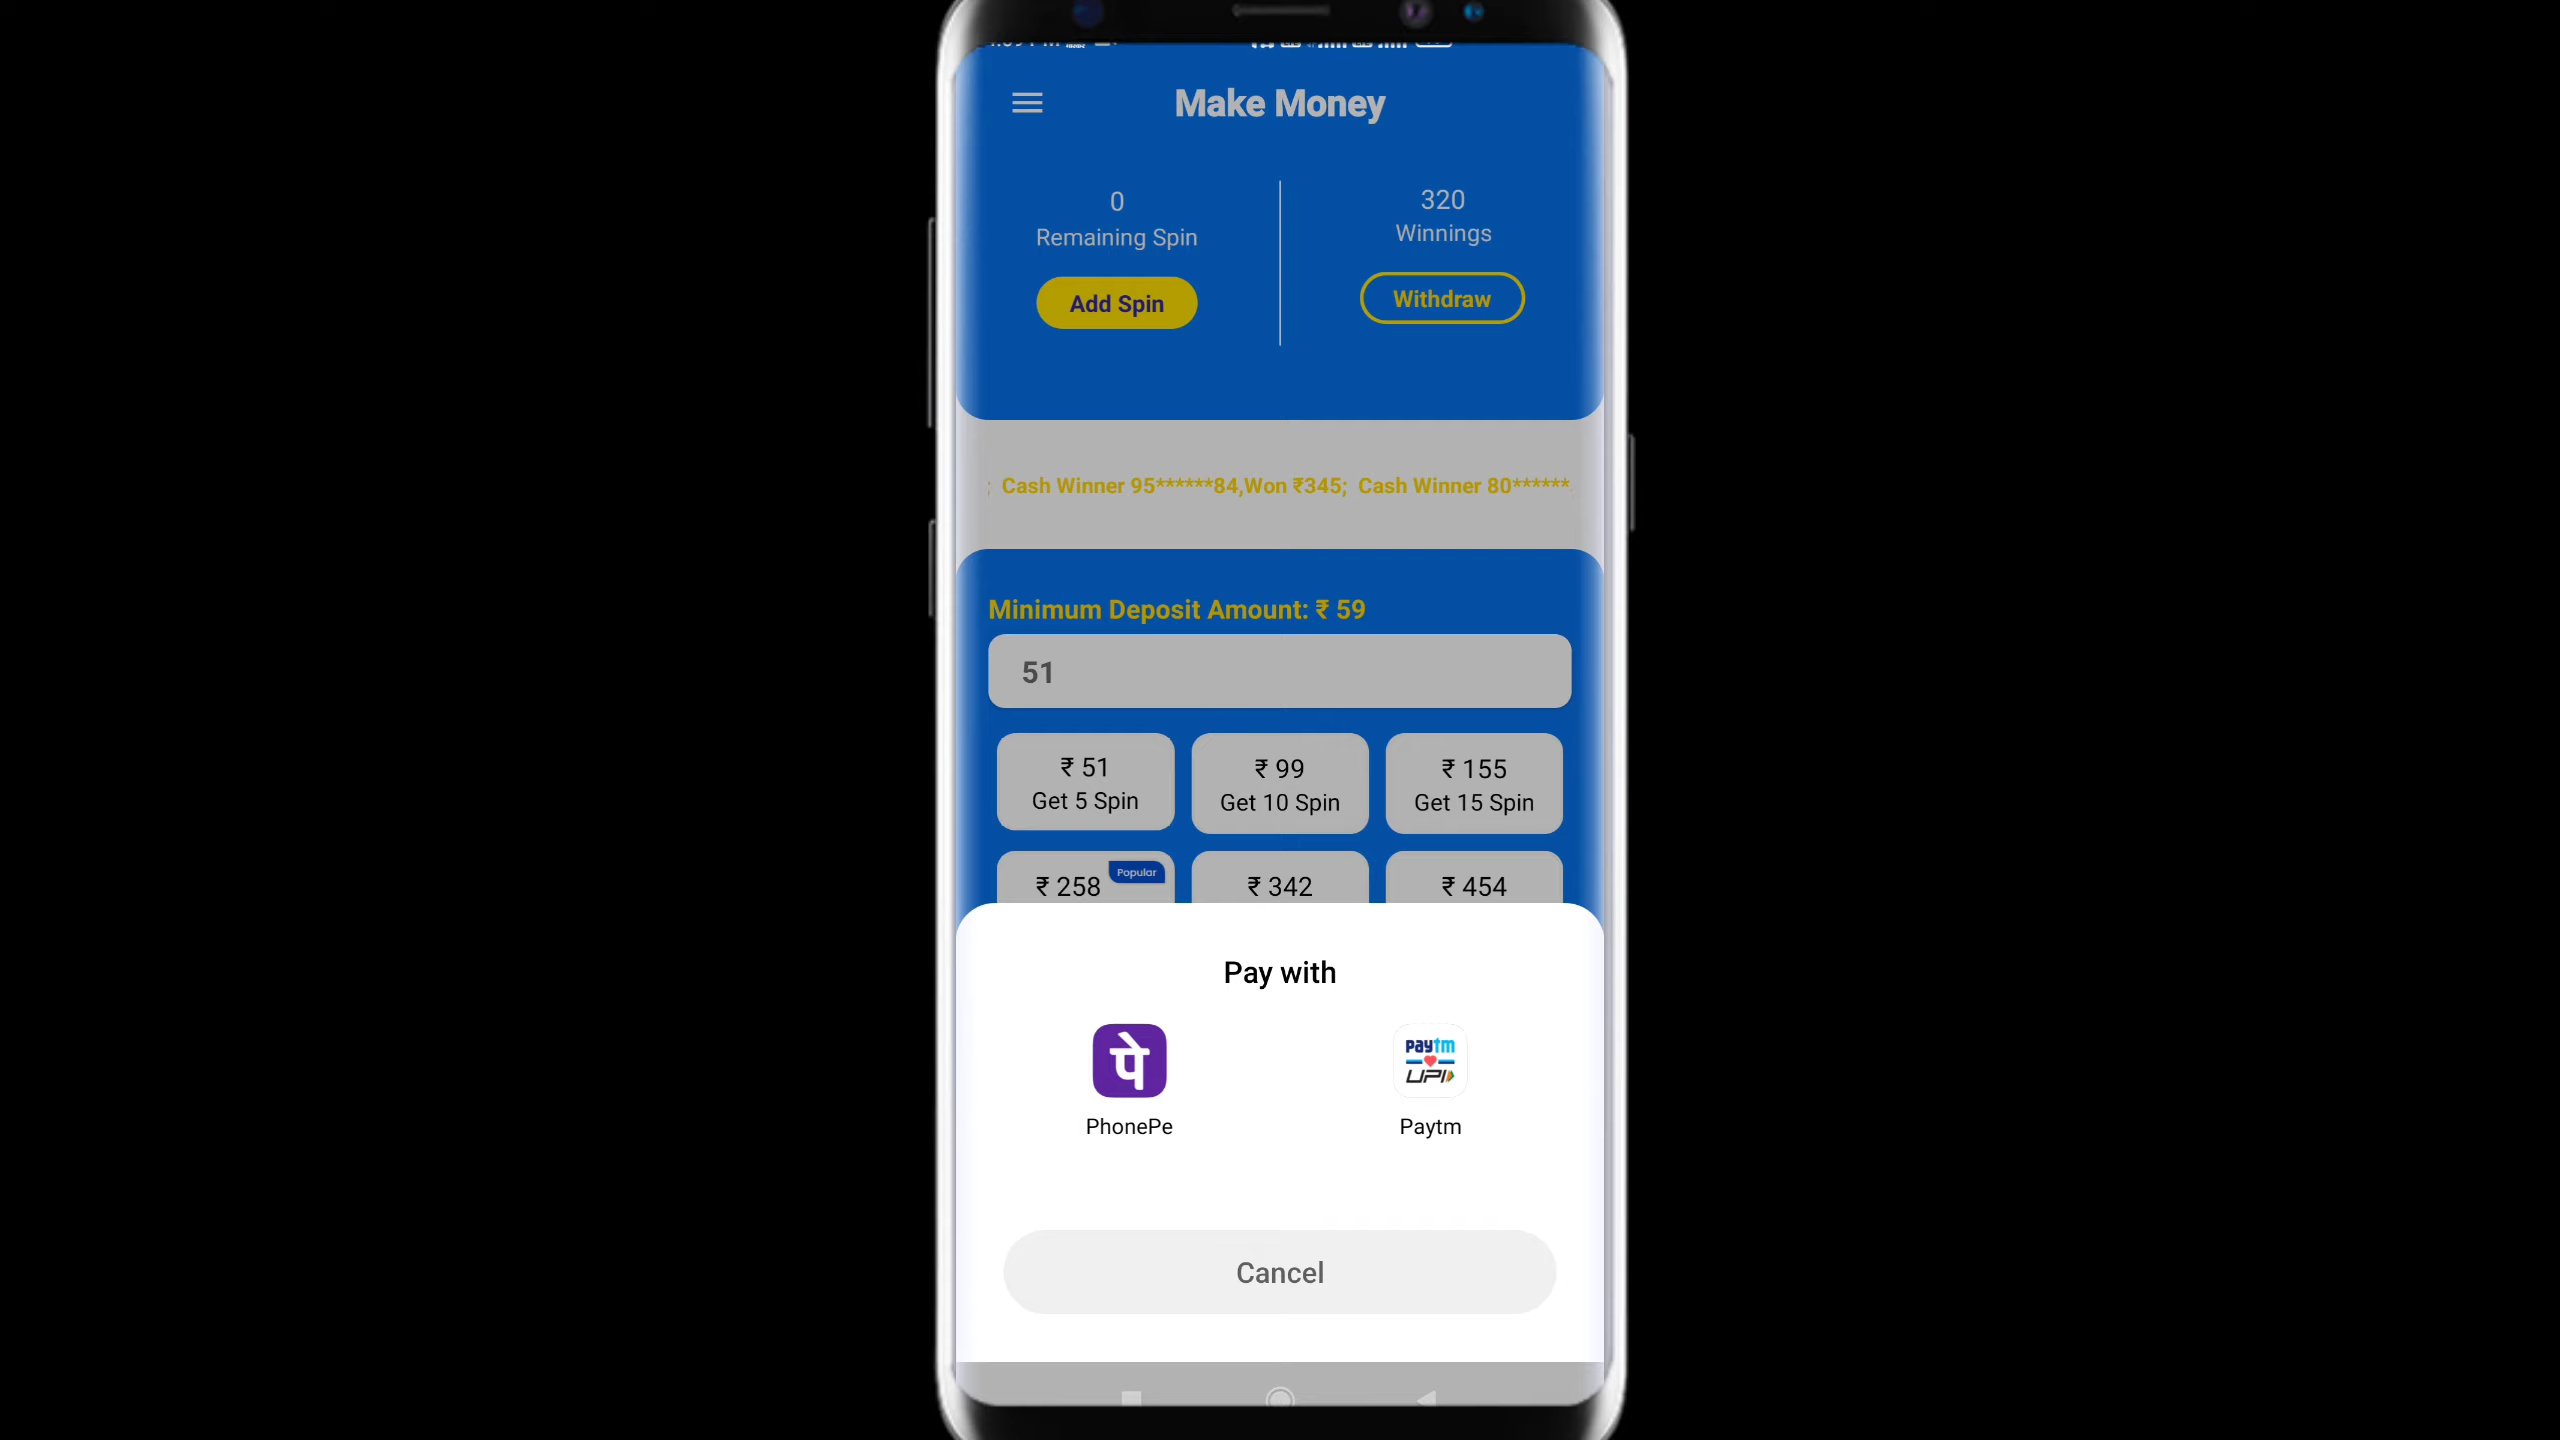 Make Money
0
Remaining Spin
Add Spin
320
Winnings
Withdraw
; Cash Winner 95******84,Won ₹345; Cash Winner 80******
Minimum Deposit Amount: ₹ 59
51
₹ 51
Get 5 Spin
₹ 99
Get 10 Spin
₹ 155
Get 15 Spin
₹ 258
Popular
₹ 342
₹ 454
Pay with
पे
PhonePe
paytm
UPI
Paytm
Cancel